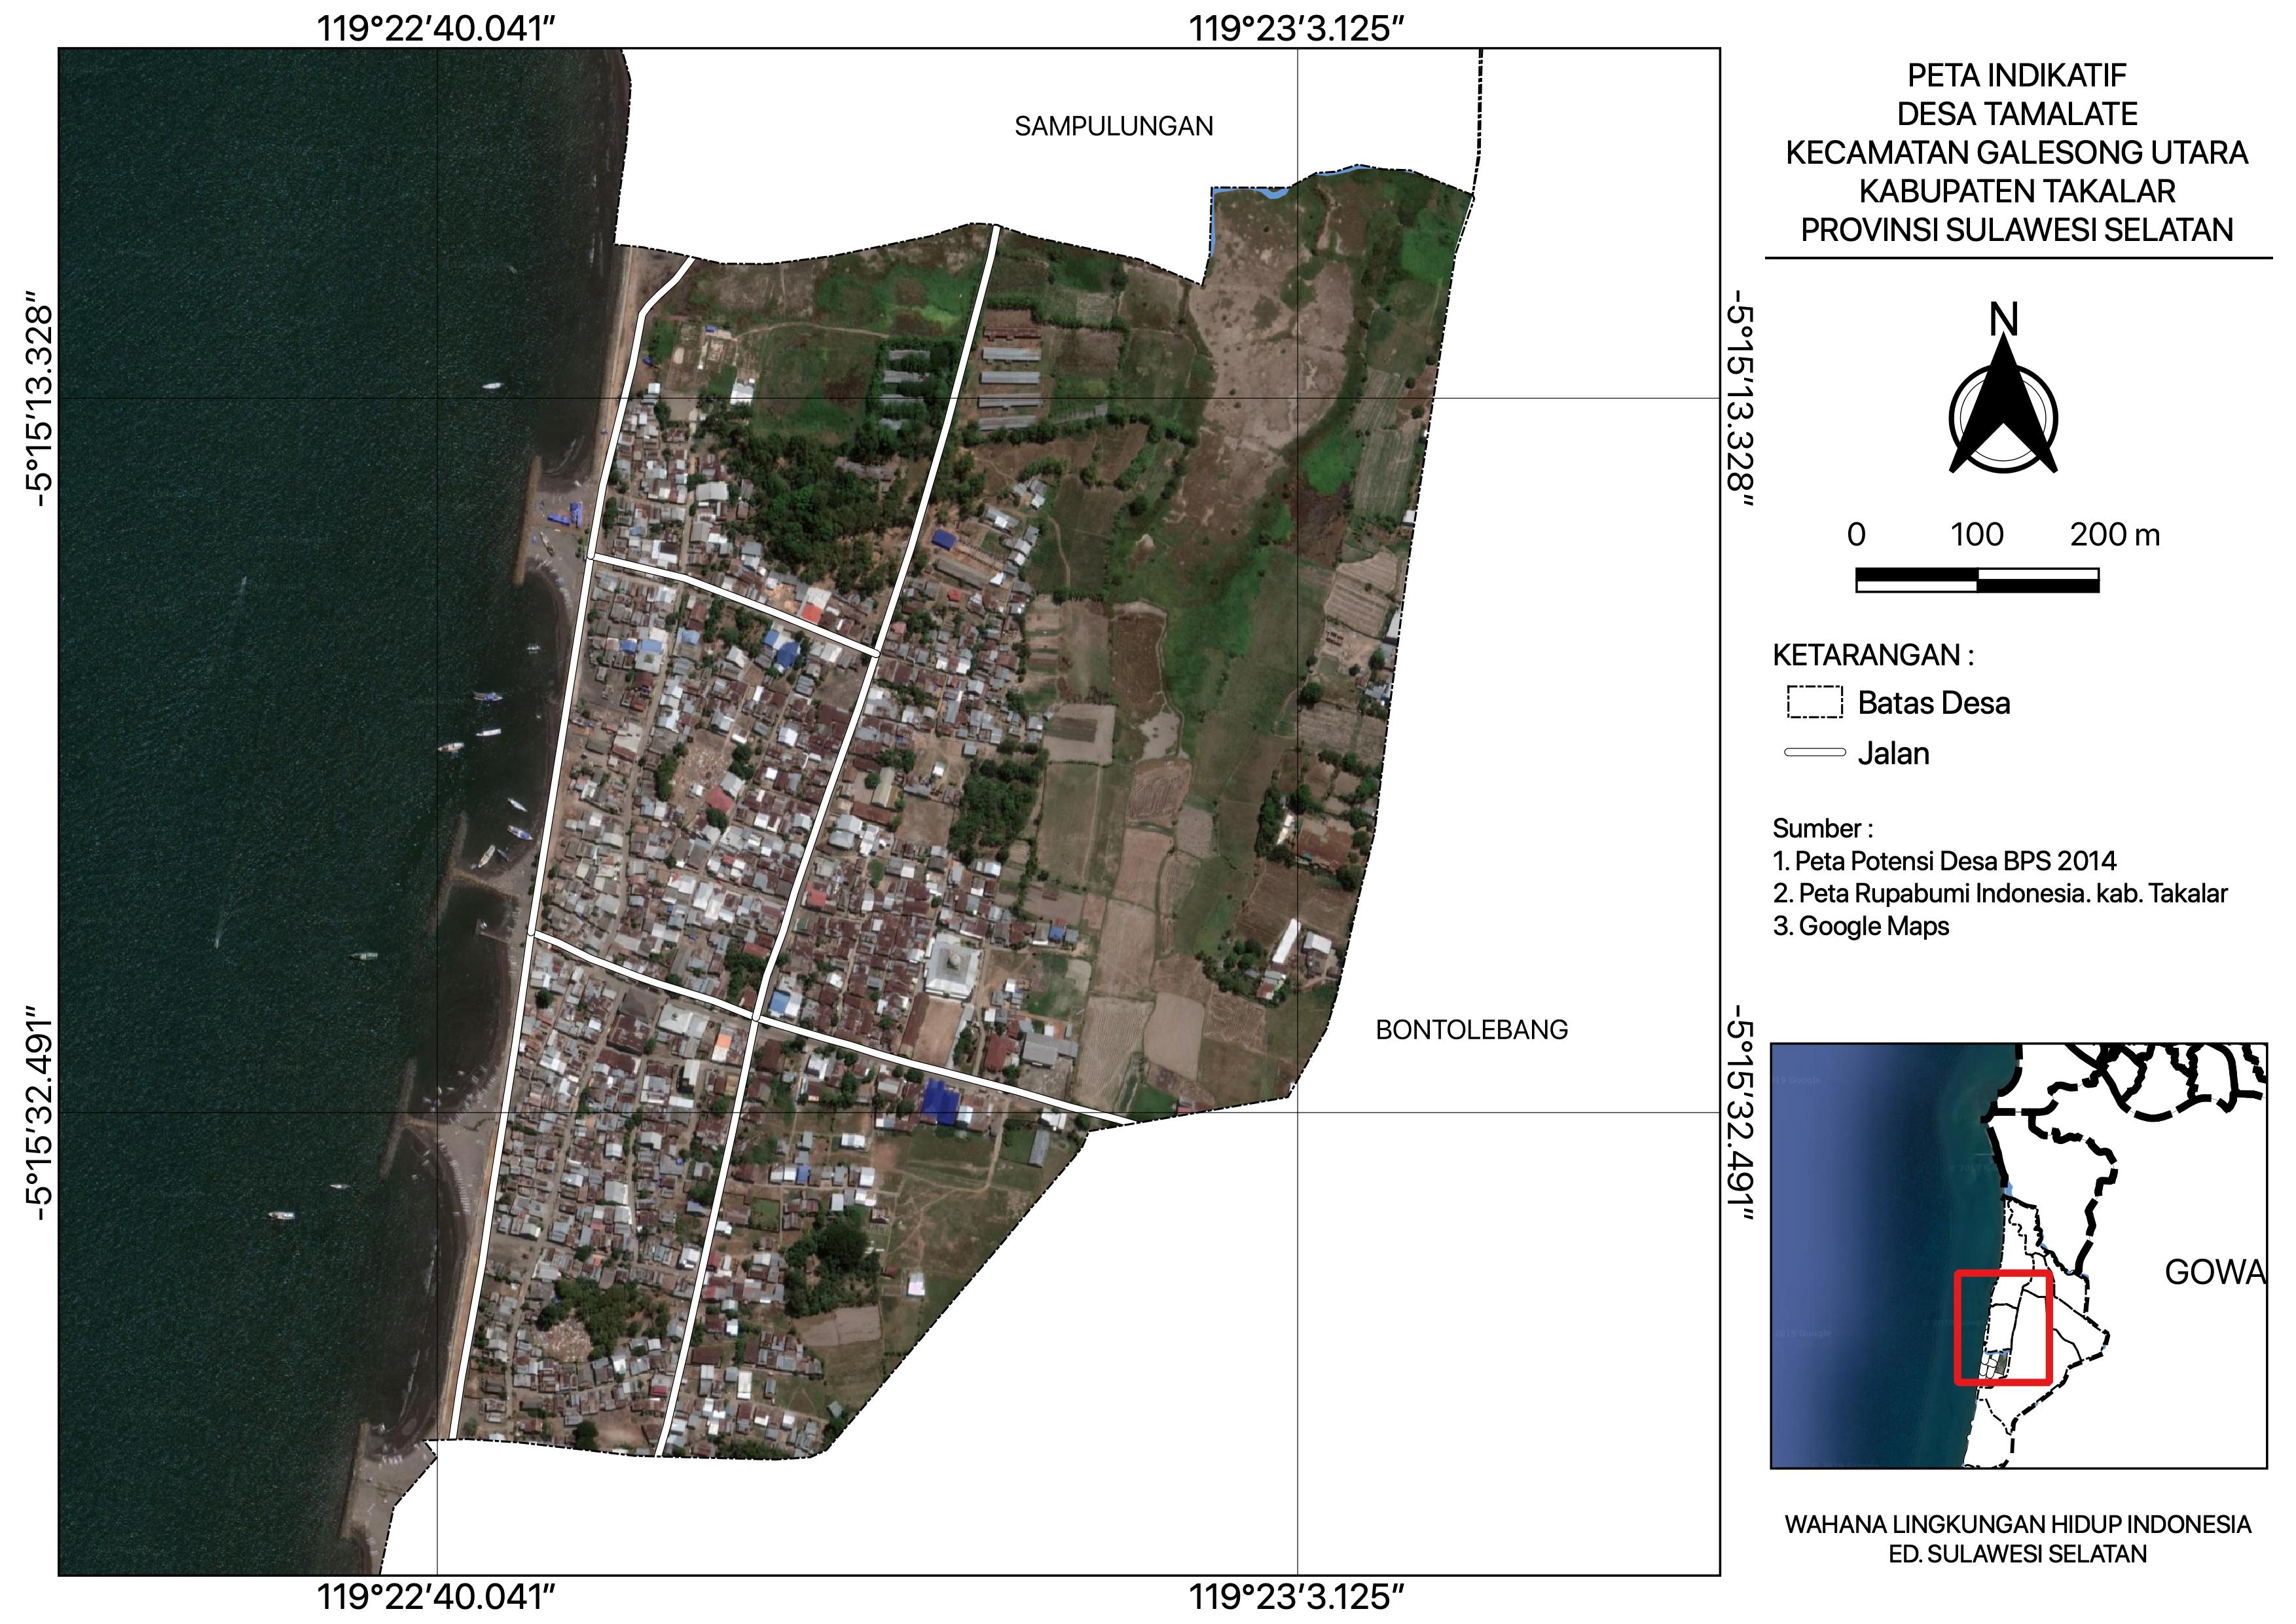 119°22′40.041″
119°23′3.125″
-5°15′13.328″
-5°15′32.491″
SAMPULUNGAN
BONTOLEBANG
-5°15′13.328″
-5°15′32.491″
119°22′40.041″
119°23′3.125″
PETA INDIKATIF
DESA TAMALATE
KECAMATAN GALESONG UTARA
KABUPATEN TAKALAR
PROVINSI SULAWESI SELATAN
N
0 100 200 m
KETARANGAN :
Batas Desa
Jalan
Sumber :
1. Peta Potensi Desa BPS 2014
2. Peta Rupabumi Indonesia. kab. Takalar
3. Google Maps
GOWA
WAHANA LINGKUNGAN HIDUP INDONESIA
ED. SULAWESI SELATAN